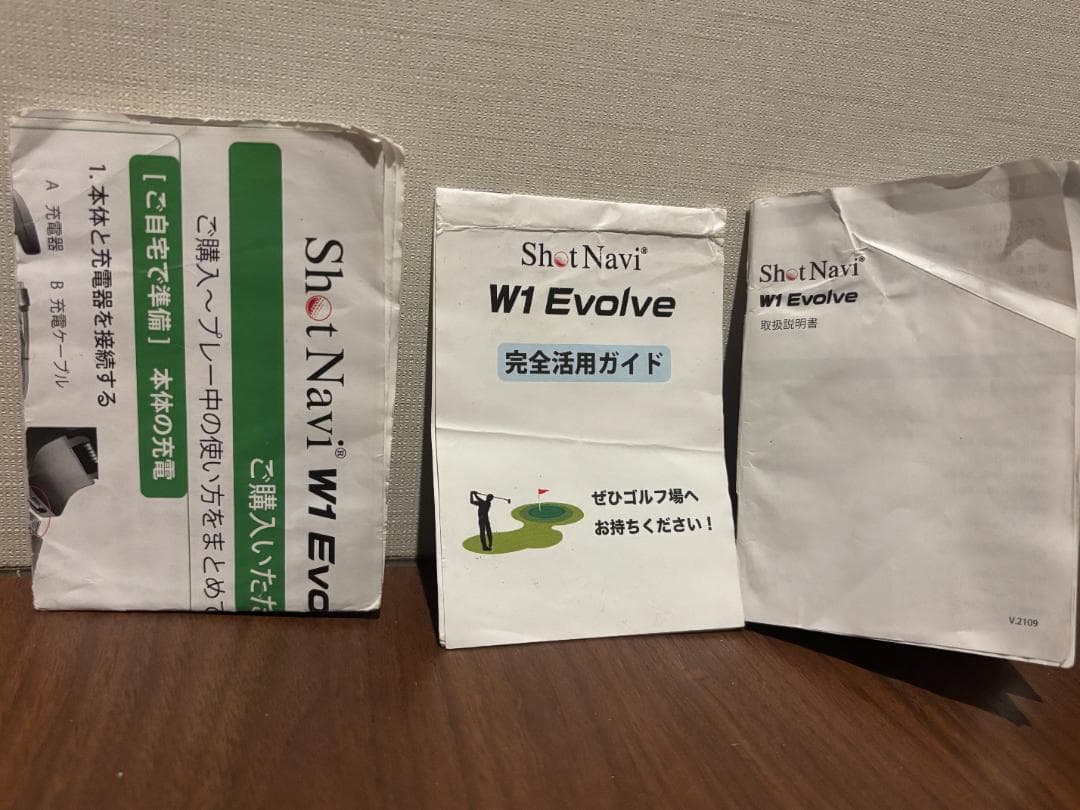 Shot Navi® W1 Evo
ご購入いただ
ご購入～プレー中の使い方をまとめて
[ご自宅で準備] 本体の充電
1. 本体と充電器を接続する
A 充電器 B 充電ケーブル
Shot Navi®
W1 Evolve
完全活用ガイド
ぜひゴルフ場へ
お持ちください！
Shot Navi®
W1 Evolve
取扱説明書
V.2109